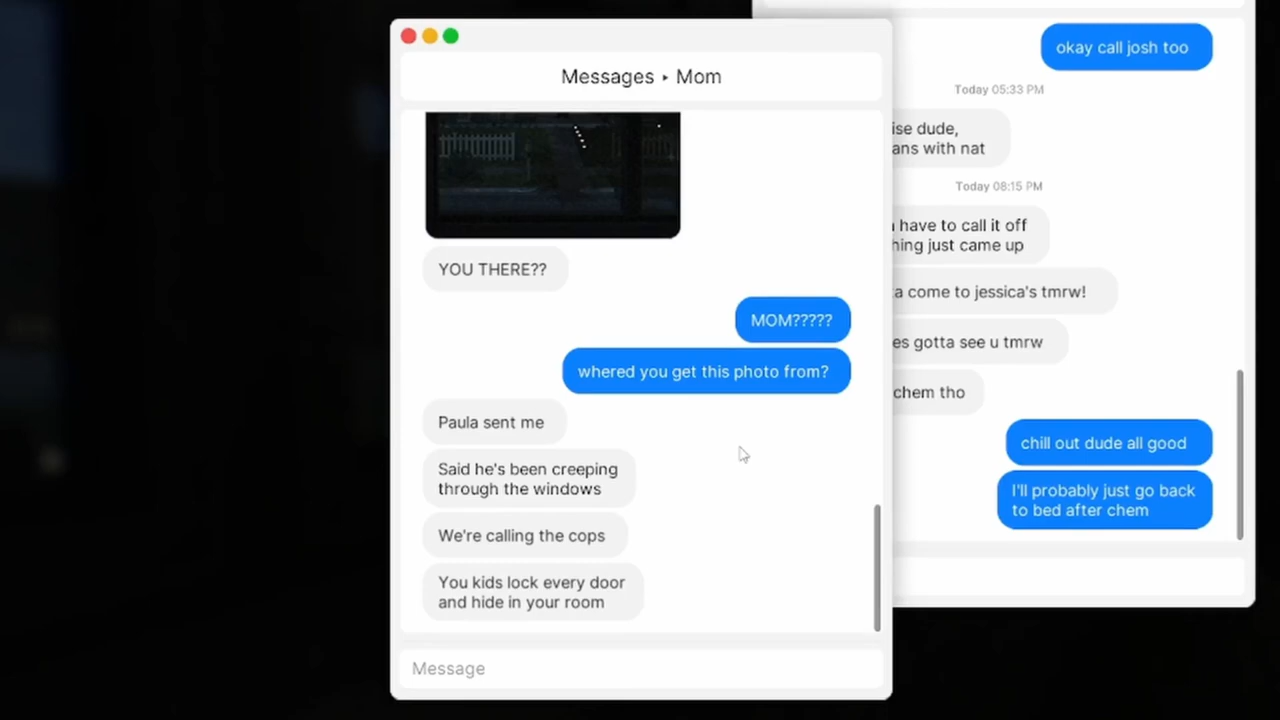 Messages ▸ Mom
YOU THERE??
MOM?????
whered you get this photo from?
Paula sent me
Said he's been creeping
through the windows
We're calling the cops
You kids lock every door
and hide in your room
Message
okay call josh too
Today 05:33 PM
dude,
with nat
Today 08:15 PM
have to call it off
just came up
come to jessica's tmrw!
gotta see u tmrw
chem tho
chill out dude all good
I'll probably just go back
to bed after chem